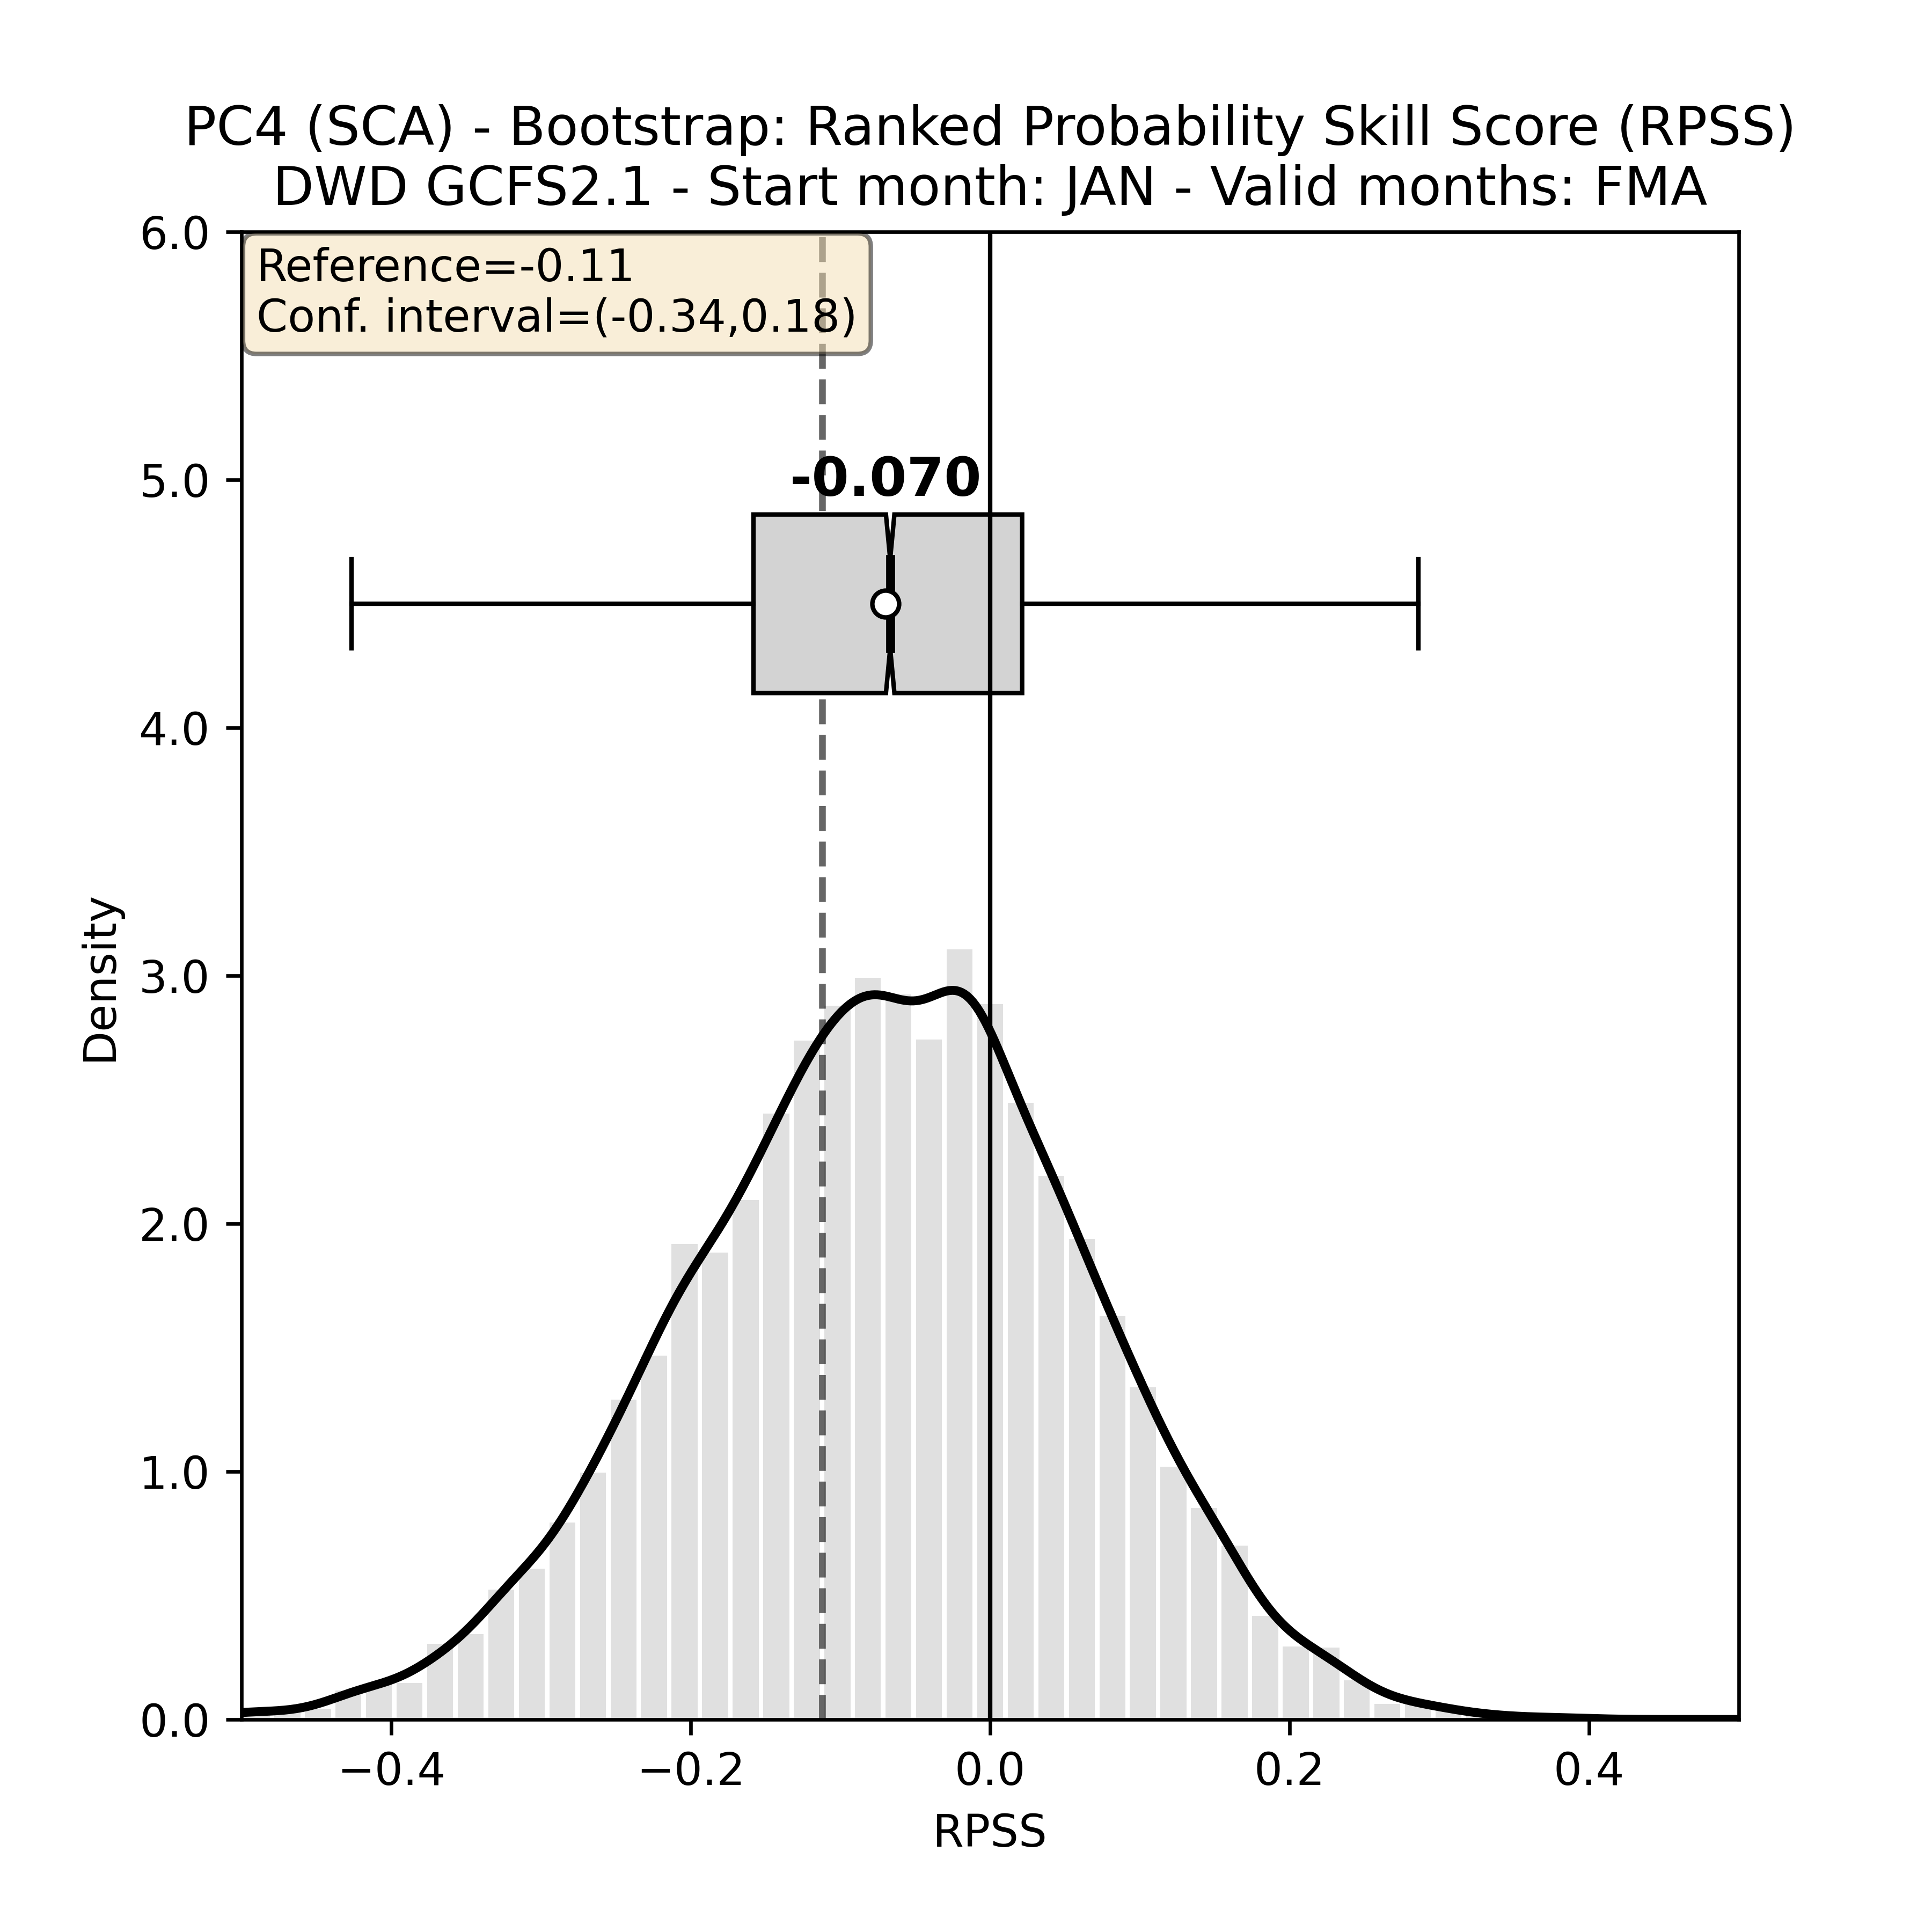 PC4 (SCA) - Bootstrap: Ranked Probability Skill Score (RPSS)
DWD GCFS2.1 - Start month: JAN - Valid months: FMA
6.0
Reference=-0.11
Conf. interval=(-0.34,0.18)
5.0
-0.070
4.0
3.0
2.0
1.0
0.0
Density
−0.4
−0.2
0.0
0.2
0.4
RPSS